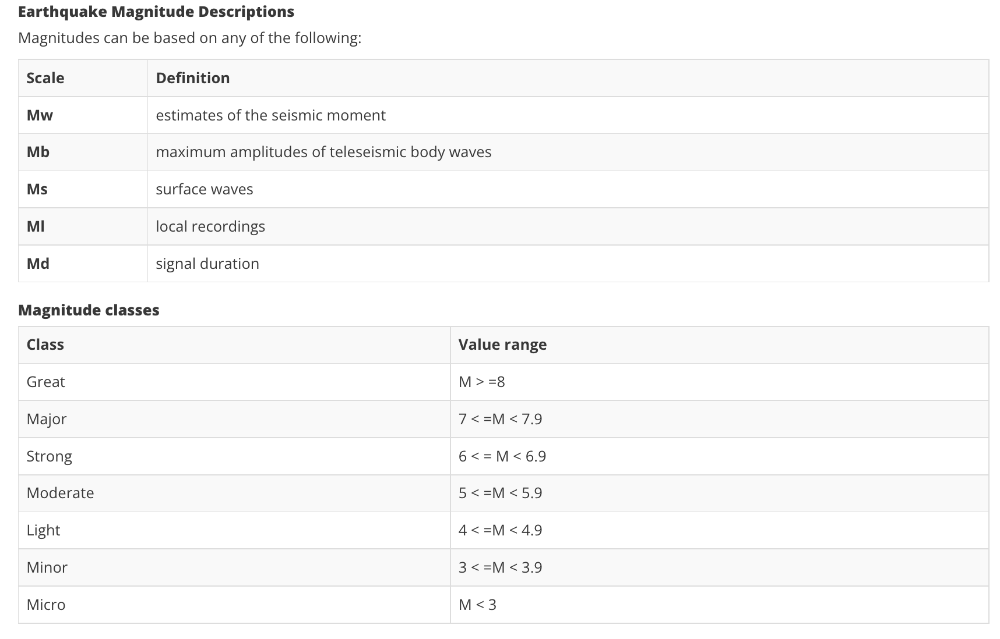 Earthquake Magnitude Descriptions
Magnitudes can be based on any of the following:
Scale Definition
Mw estimates of the seismic moment
Mb maximum amplitudes of teleseismic body waves
Ms surface waves
Ml local recordings
Md signal duration
Magnitude classes
Class Value range
Great M > =8
Major 7 < =M < 7.9
Strong 6 < = M < 6.9
Moderate 5 < =M < 5.9
Light 4 < =M < 4.9
Minor 3 < =M < 3.9
Micro M < 3